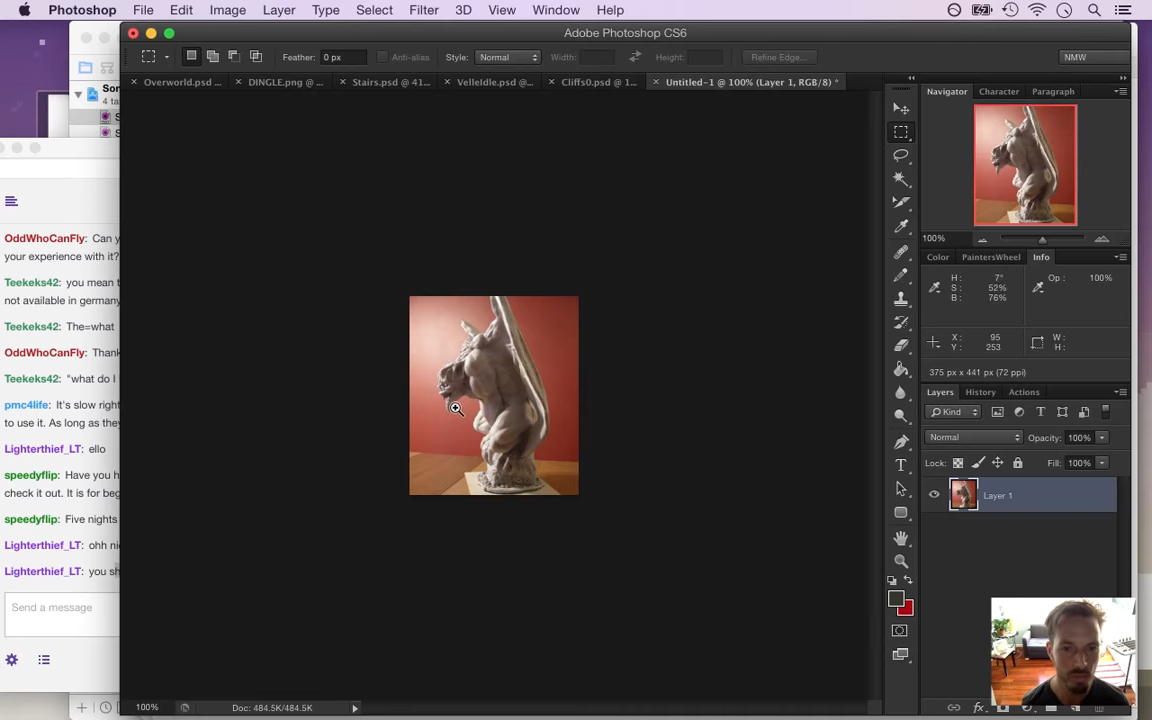 Photoshop File Edit Image Layer Type Select Filter 3D View Window Help
Adobe Photoshop CS6
Feather: 0 px Anti-alias Style: Normal Width: Height: Refine Edge... NMW
Overworld.psd ... DINGLE.png @ ... Stairs.psd @ 41... VelleIdle.psd @... Cliffs0.psd @ 1... Untitled-1 @ 100% (Layer 1, RGB/8) *
Son
4 ta
S
S
Navigator Character Paragraph
100%
Color PaintersWheel Info
H: 7° Op: 100%
S: 52%
B: 76%
X: 95 W:
Y: 253 H:
375 px x 441 px (72 ppi)
Layers History Actions
Kind
Normal Opacity: 100%
Lock: Fill: 100%
Layer 1
OddWhoCanFly: Can y
your experience with it?
Teekeks42: you mean t
not available in germany
Teekeks42: The=what
OddWhoCanFly: Thank
Teekeks42: "what do I
pmc4life: It's slow right
to use it. As long as they
Lighterthief_LT: ello
speedyflip: Have you h
check it out. It is for beg
speedyflip: Five nights
Lighterthief_LT: ohh ni
Lighterthief_LT: you sh
Send a message
100% Doc: 484.5K/484.5K